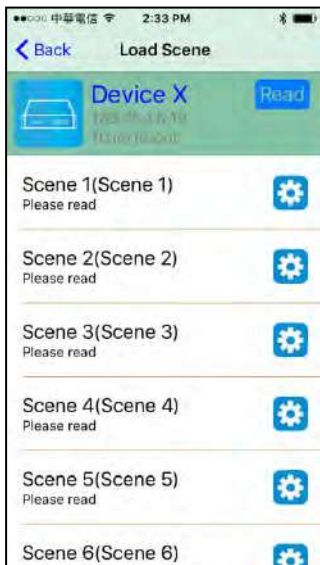 中華電信 2:33 PM
Back Load Scene
Device X Read
Scene 1(Scene 1)
Please read
Scene 2(Scene 2)
Please read
Scene 3(Scene 3)
Please read
Scene 4(Scene 4)
Please read
Scene 5(Scene 5)
Please read
Scene 6(Scene 6)